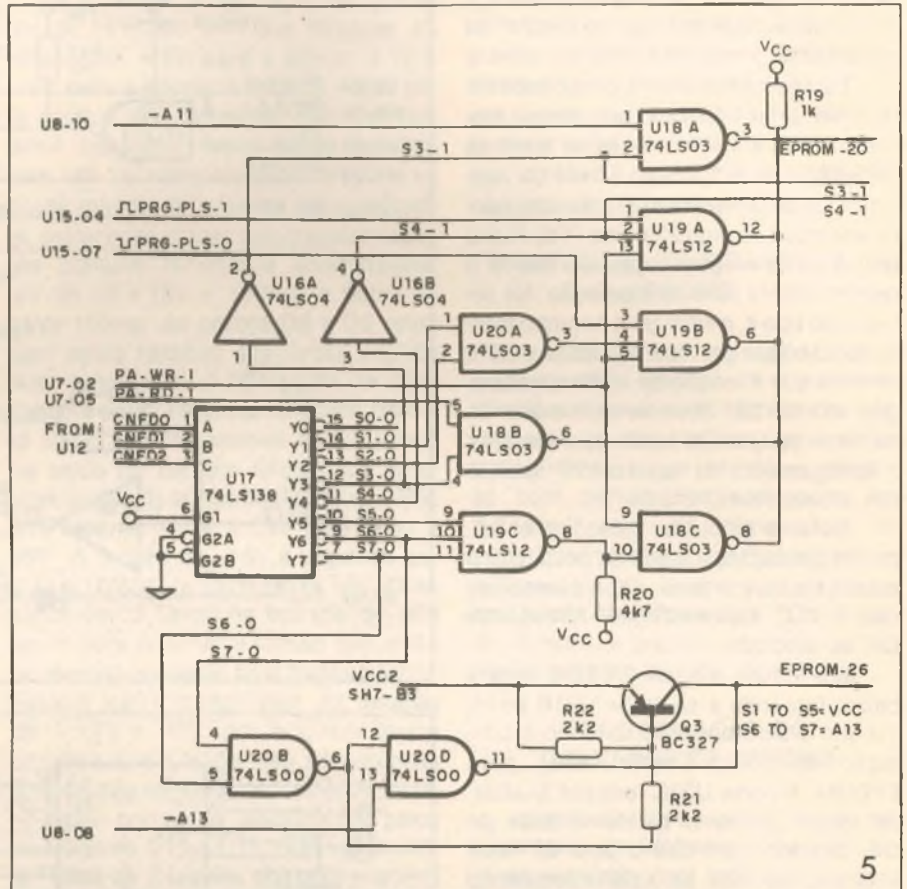 VCC
R19
1k
U8-10
-A11
1
2
U18A
74LS03
3
EPROM-20
S3-1
S3-1
S4-1
U15-04
PRG-PLS-1
U15-07
PRG-PLS-0
S4-1
1
2
13
U19A
74LS12
12
2
U16A
74LS04
1
4
U16B
74LS04
3
1
2
U20A
74LS03
3
3
4
5
U19B
74LS12
6
U7-02
PA-WR-1
U7-05
PA-RD-1
5
4
U18B
74LS03
6
FROM
U12
CNFD0
CNFD1
CNFD2
1
2
3
A
B
C
U17
74LS138
Y0
Y1
Y2
Y3
Y4
Y5
Y6
Y7
15 S0-0
14 S1-0
13 S2-0
12 S3-0
11 S4-0
10 S5-0
9 S6-0
7 S7-0
VCC
6
G1
4
G2A
5
G2B
9
10
11
U19C
74LS12
8
9
10
U18C
74LS03
8
R20
4k7
VCC
S6-0
S7-0
VCC2
SH7-B3
EPROM-26
R22
2k2
Q3
BC327
S1 TO S5=VCC
S6 TO S7=A13
4
5
U20B
74LS00
6
12
13
U20D
74LS00
11
R21
2k2
U8-08
-A13
5